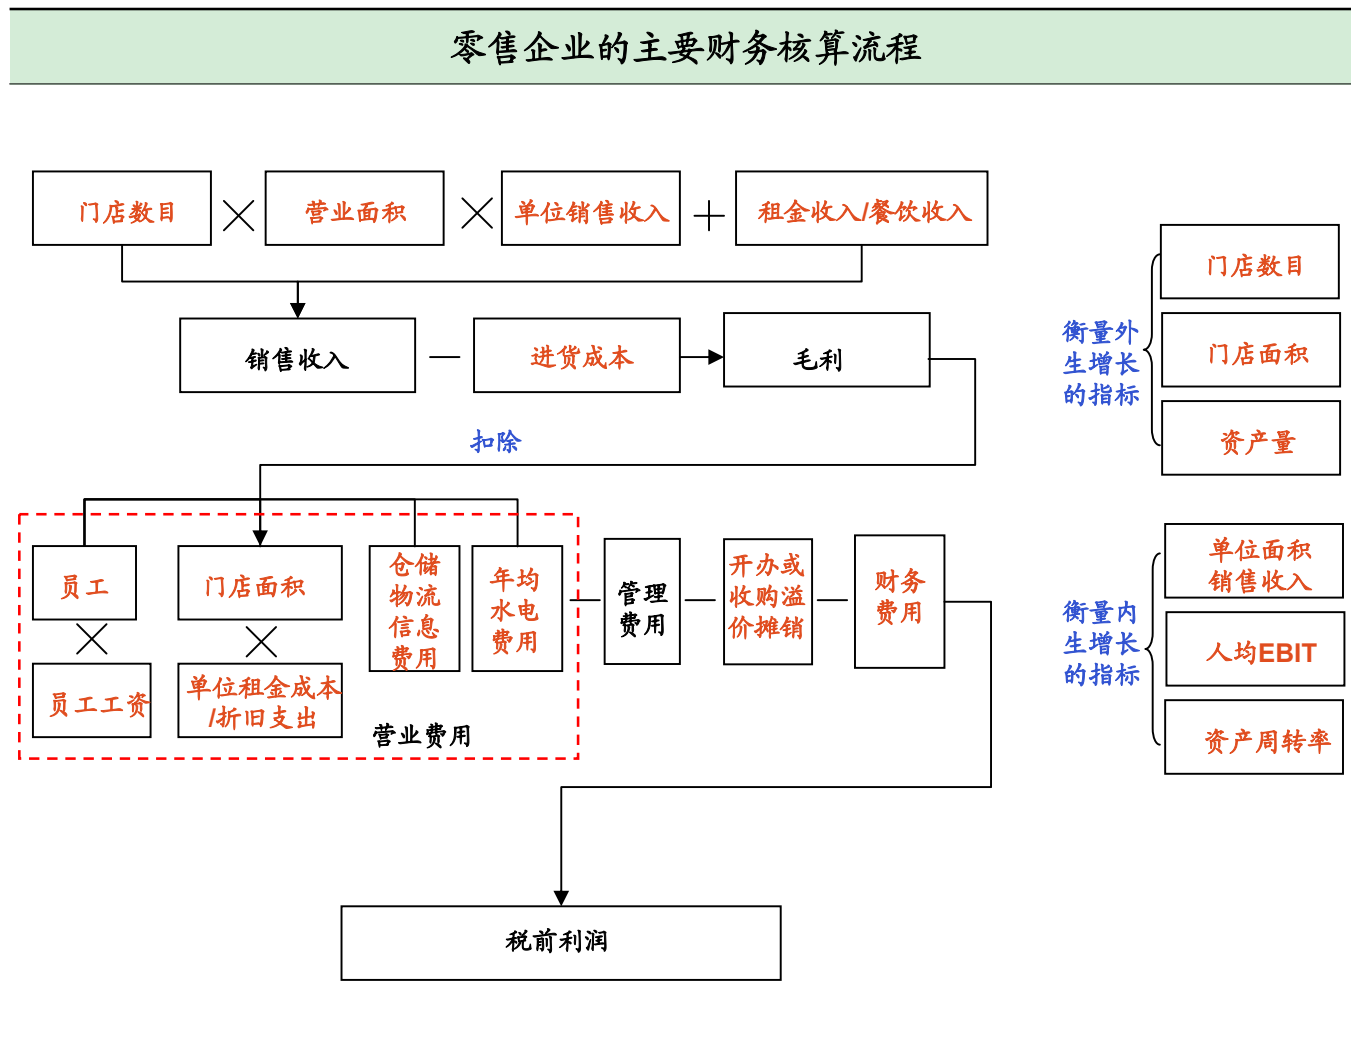 零售企业的主要财务核算流程
门店数目
营业面积
单位销售收入
租金收入/餐饮收入
销售收入
进货成本
毛利
扣除
员工
门店面积
仓储
物流
信息
费用
年均
水电
费用
管理
费用
开办或
收购溢
价摊销
财务
费用
员工工资
单位租金成本
/折旧支出
营业费用
税前利润
衡量外
生增长
的指标
门店数目
门店面积
资产量
衡量内
生增长
的指标
单位面积
销售收入
人均EBIT
资产周转率